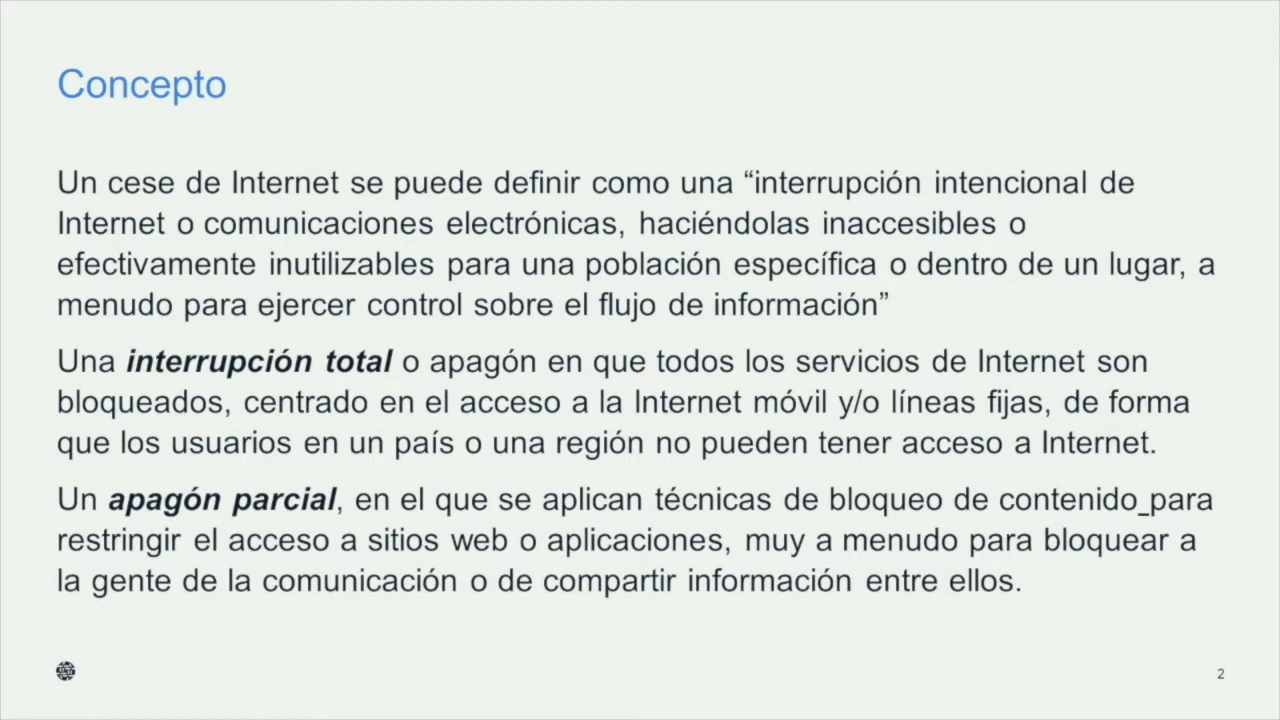 Concepto
Un cese de Internet se puede definir como una “interrupción intencional de
Internet o comunicaciones electrónicas, haciéndolas inaccesibles o
efectivamente inutilizables para una población específica o dentro de un lugar, a
menudo para ejercer control sobre el flujo de información”
Una interrupción total o apagón en que todos los servicios de Internet son
bloqueados, centrado en el acceso a la Internet móvil y/o líneas fijas, de forma
que los usuarios en un país o una región no pueden tener acceso a Internet.
Un apagón parcial, en el que se aplican técnicas de bloqueo de contenido_para
restringir el acceso a sitios web o aplicaciones, muy a menudo para bloquear a
la gente de la comunicación o de compartir información entre ellos.
2